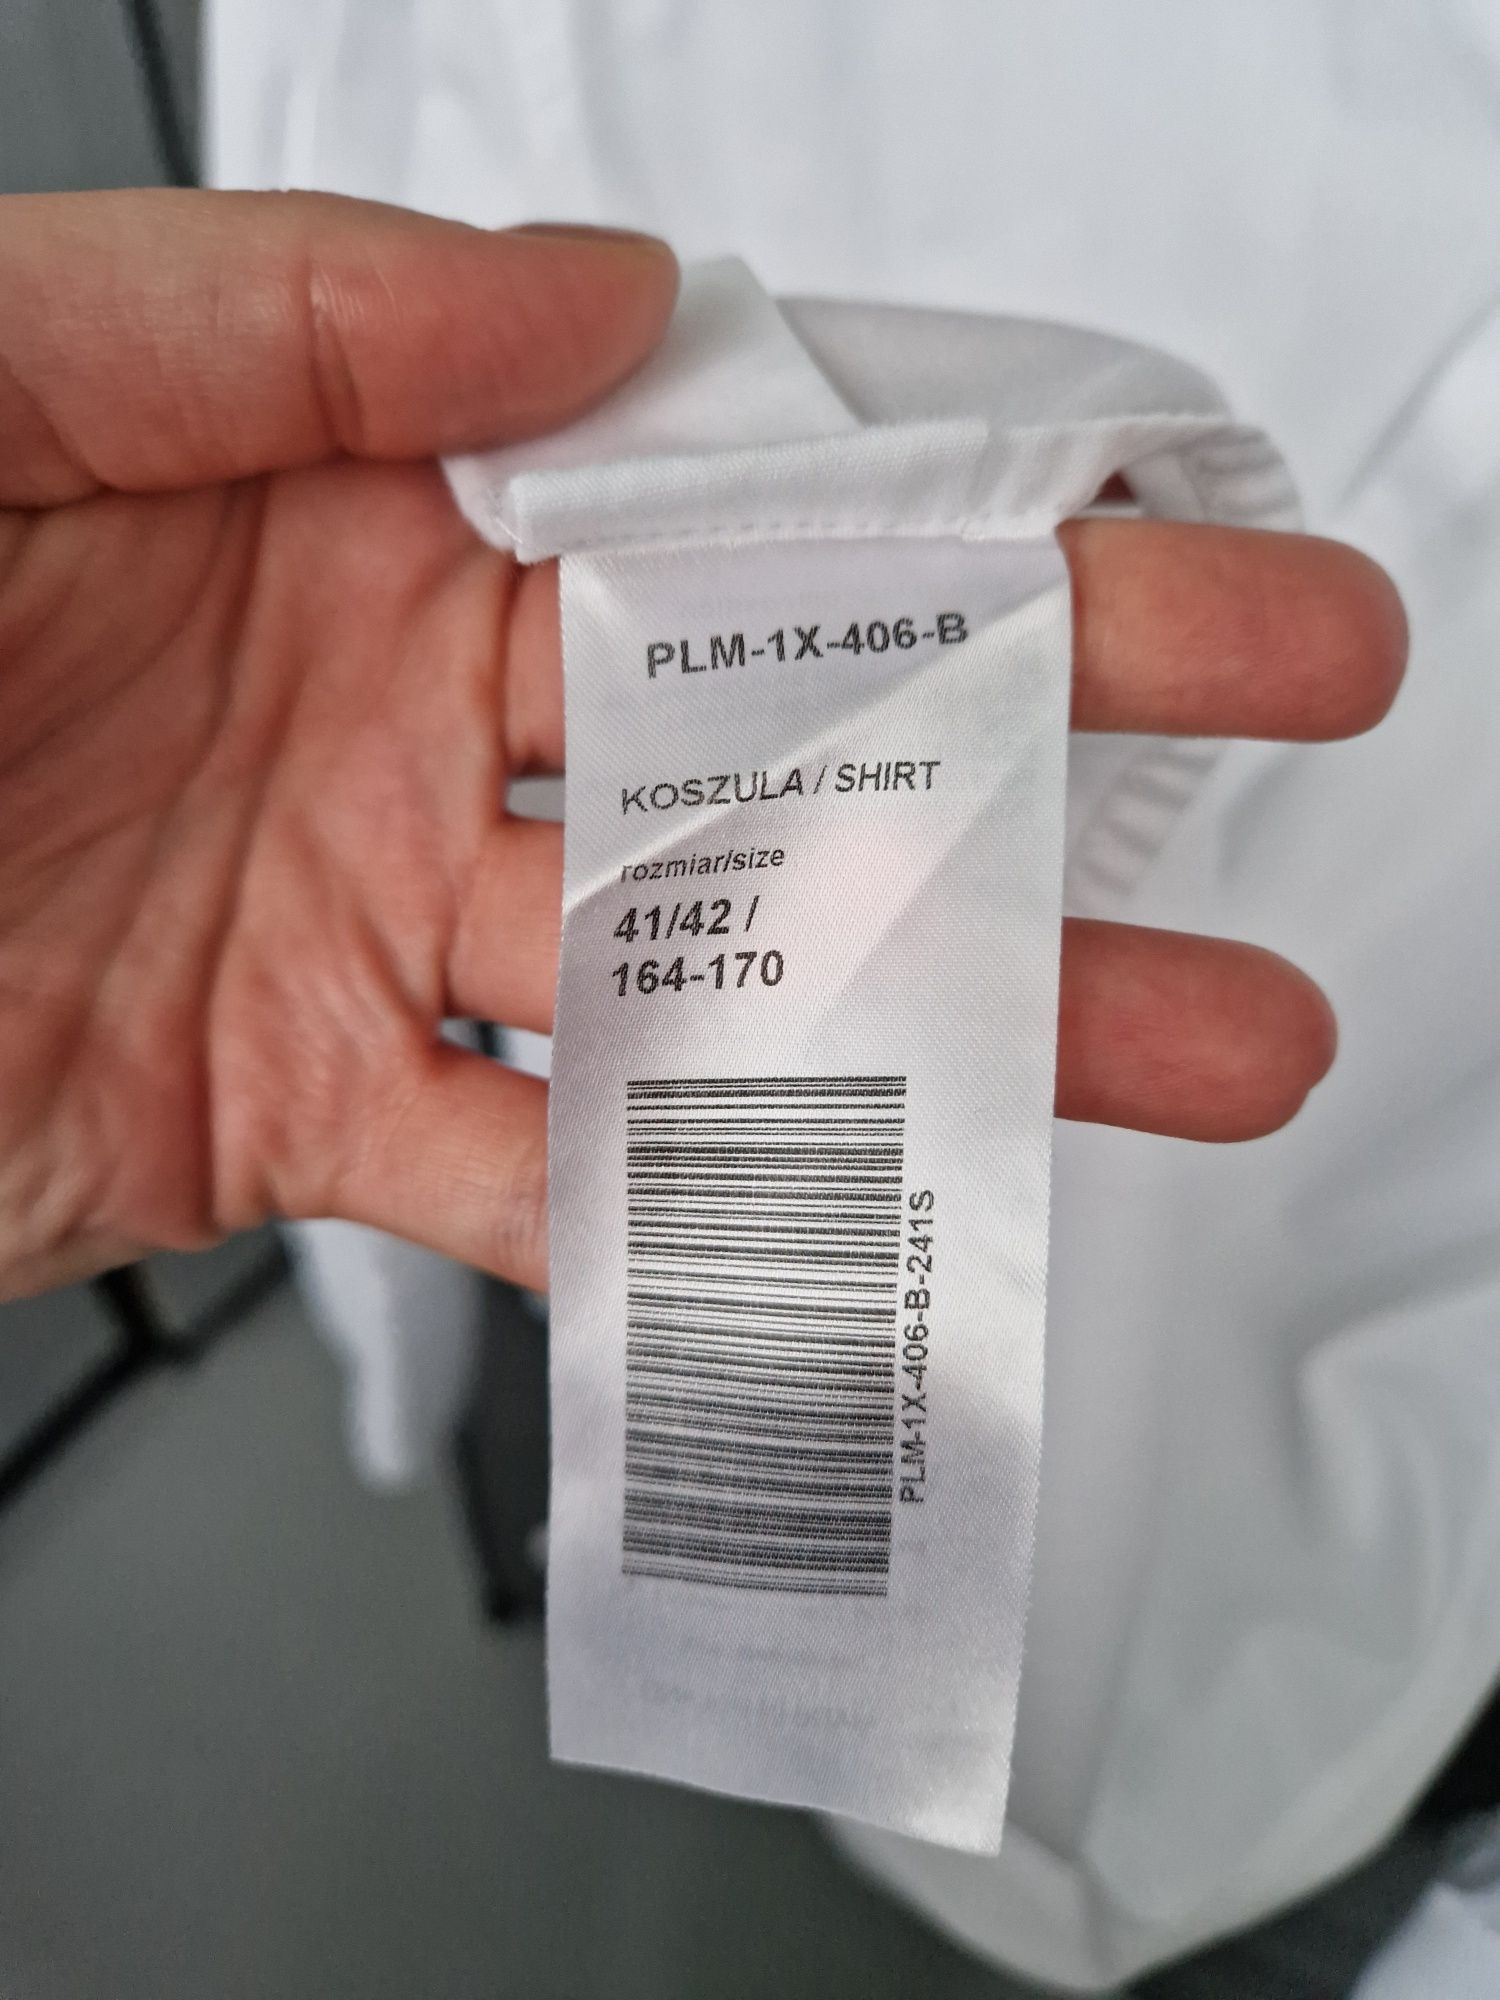 PLM-1X-406-B
KOSZULA / SHIRT
rozmiar/size
41/42 /
164-170
PLM-1X-406-B-241S